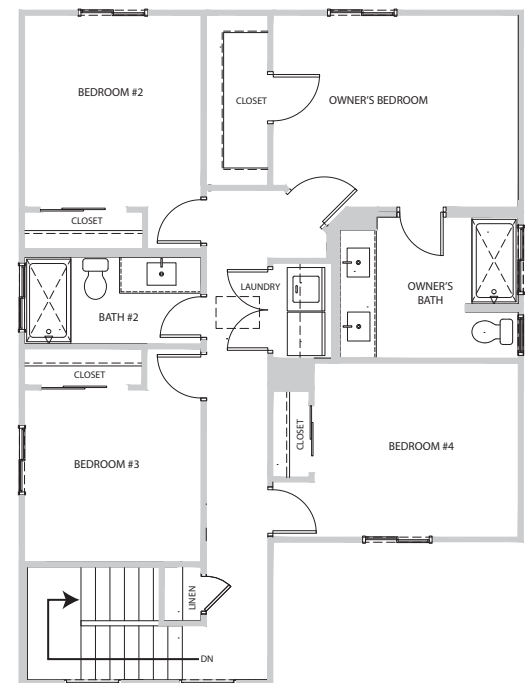 BEDROOM #2
CLOSET
OWNER'S BEDROOM
CLOSET
LAUNDRY
OWNER'S
BATH
BATH #2
CLOSET
CLOSET
BEDROOM #4
BEDROOM #3
LINEN
DN